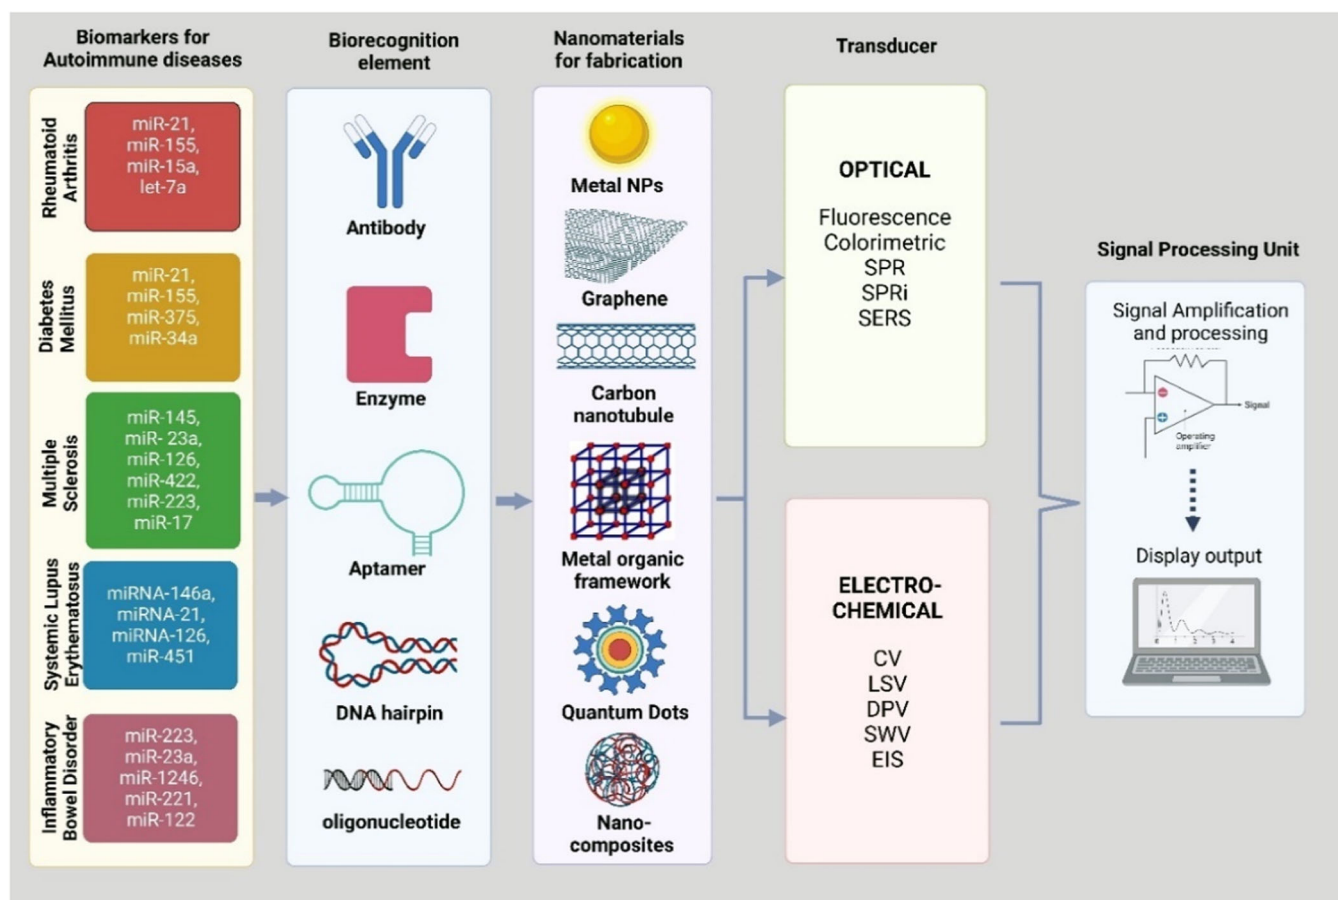 Biomarkers for
Autoimmune diseases
Rheumatoid
Arthritis
miR-21,
miR-155,
miR-15a,
let-7a
Diabetes
Mellitus
miR-21,
miR-155,
miR-375,
miR-34a
Multiple
Sclerosis
miR-145,
miR- 23a,
miR-126,
miR-422,
miR-223,
miR-17
Systemic Lupus
Erythematosus
miRNA-146a,
miRNA-21,
miRNA-126,
miR-451
Inflammatory
Bowel Disorder
miR-223,
miR-23a,
miR-1246,
miR-221,
miR-122
Biorecognition
element
Antibody
Enzyme
Aptamer
DNA hairpin
oligonucleotide
Nanomaterials
for fabrication
Metal NPs
Graphene
Carbon
nanotubule
Metal organic
framework
Quantum Dots
Nano-
composites
Transducer
OPTICAL
Fluorescence
Colorimetric
SPR
SPRi
SERS
ELECTRO-
CHEMICAL
CV
LSV
DPV
SWV
EIS
Signal Processing Unit
Signal Amplification
and processing
Signal
Operating
amplifier
Display output